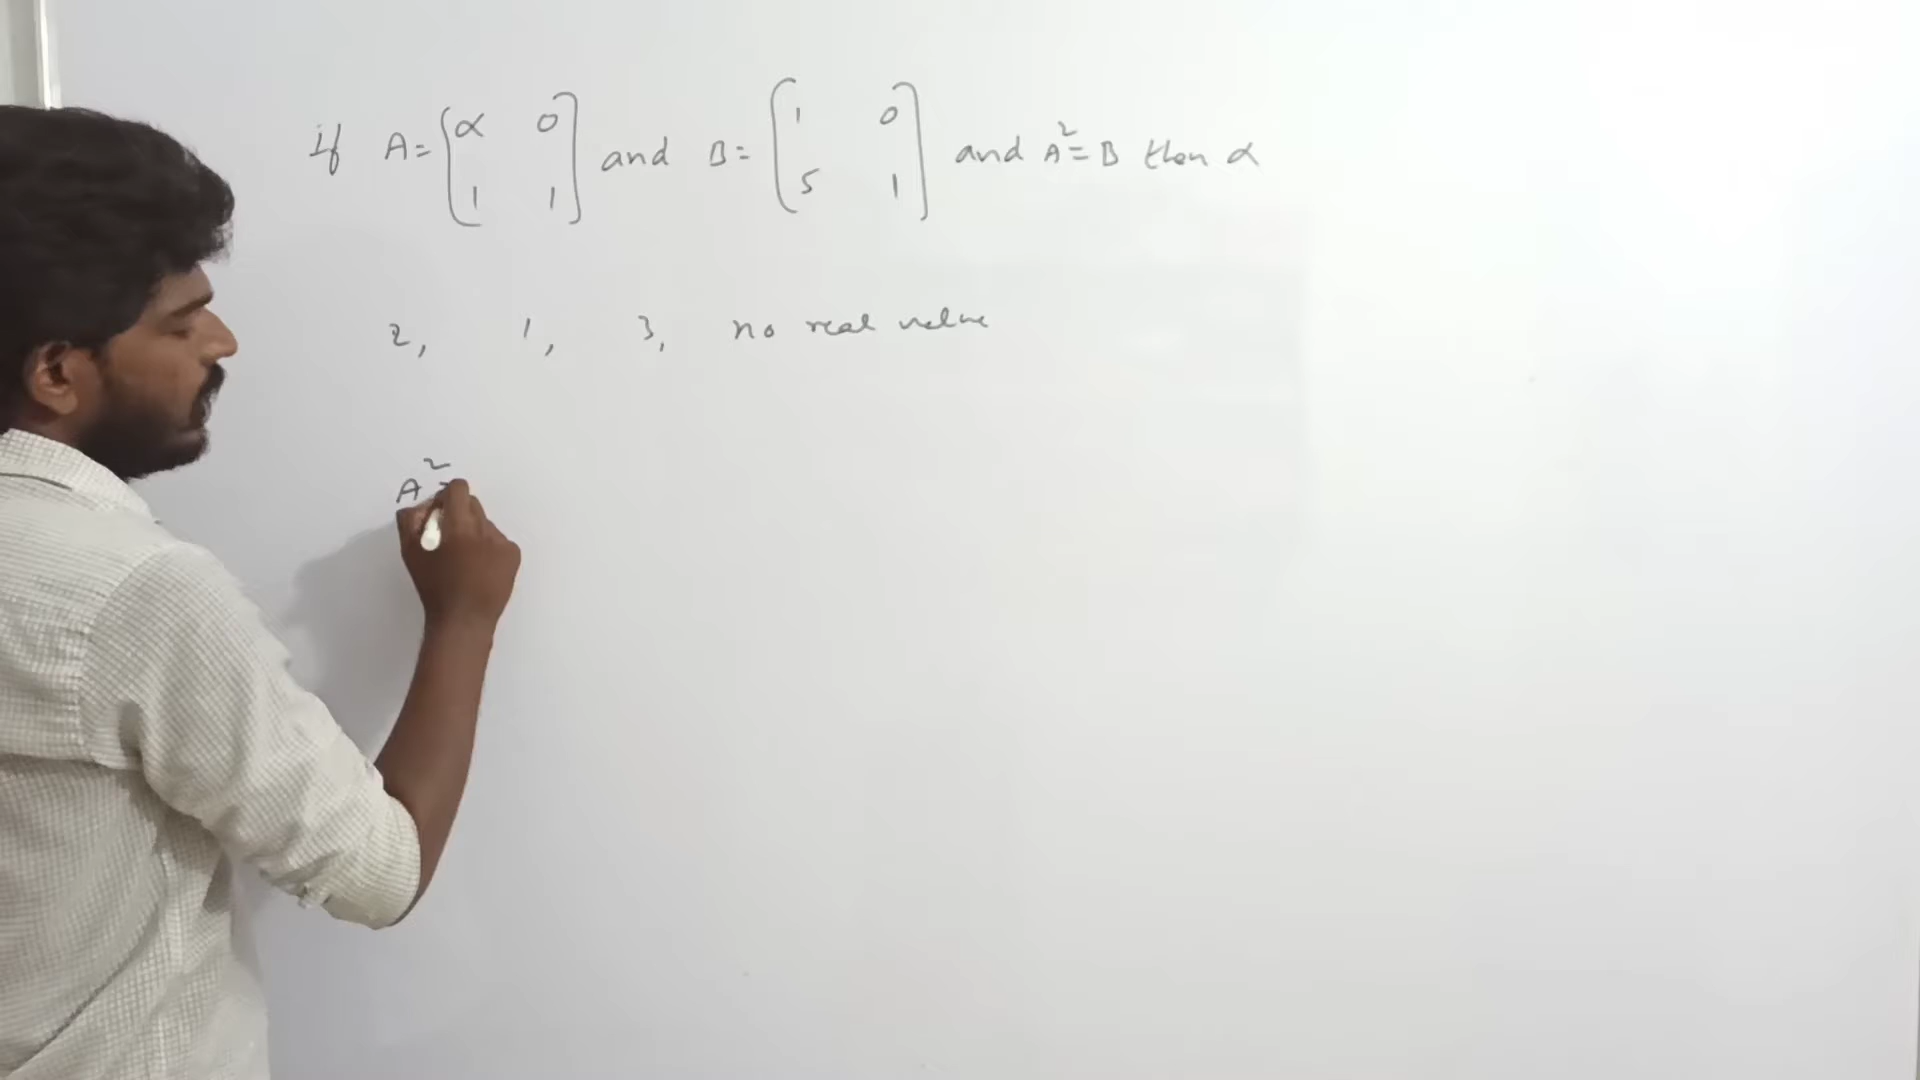 If A = [α 0 1 1] and B = [1 0 5 1] and A² = B then α
2, 1, 3, no real value
A² =